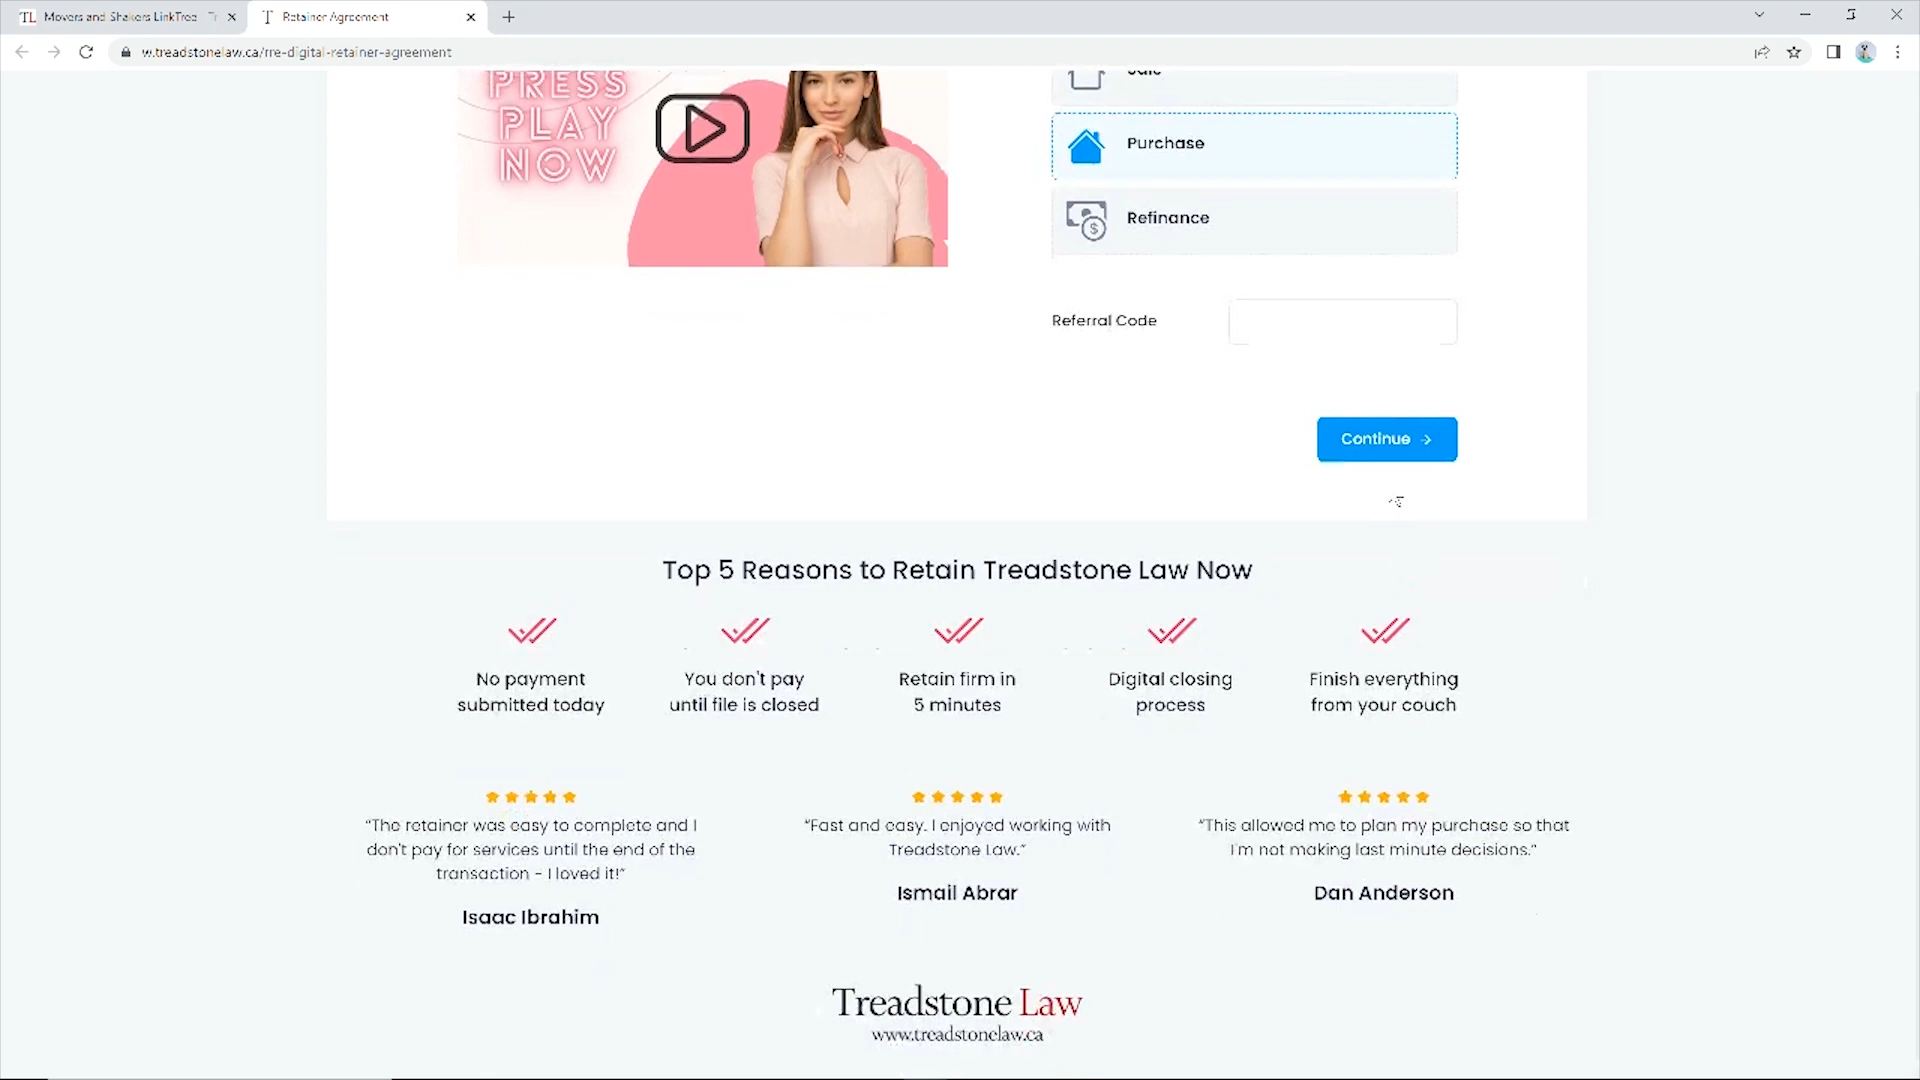 TL Movers and Shakers LinkTree
T Retainer Agreement
w.treadstonelaw.ca/rre-digital-retainer-agreement
PRESS
PLAY
NOW
Sale
Purchase
Refinance
Referral Code
Continue →
Top 5 Reasons to Retain Treadstone Law Now
No payment
submitted today
You don't pay
until file is closed
Retain firm in
5 minutes
Digital closing
process
Finish everything
from your couch
“The retainer was easy to complete and I
don't pay for services until the end of the
transaction - I loved it!”
Isaac Ibrahim
“Fast and easy. I enjoyed working with
Treadstone Law.”
Ismail Abrar
“This allowed me to plan my purchase so that
I'm not making last minute decisions.”
Dan Anderson
Treadstone Law
www.treadstonelaw.ca